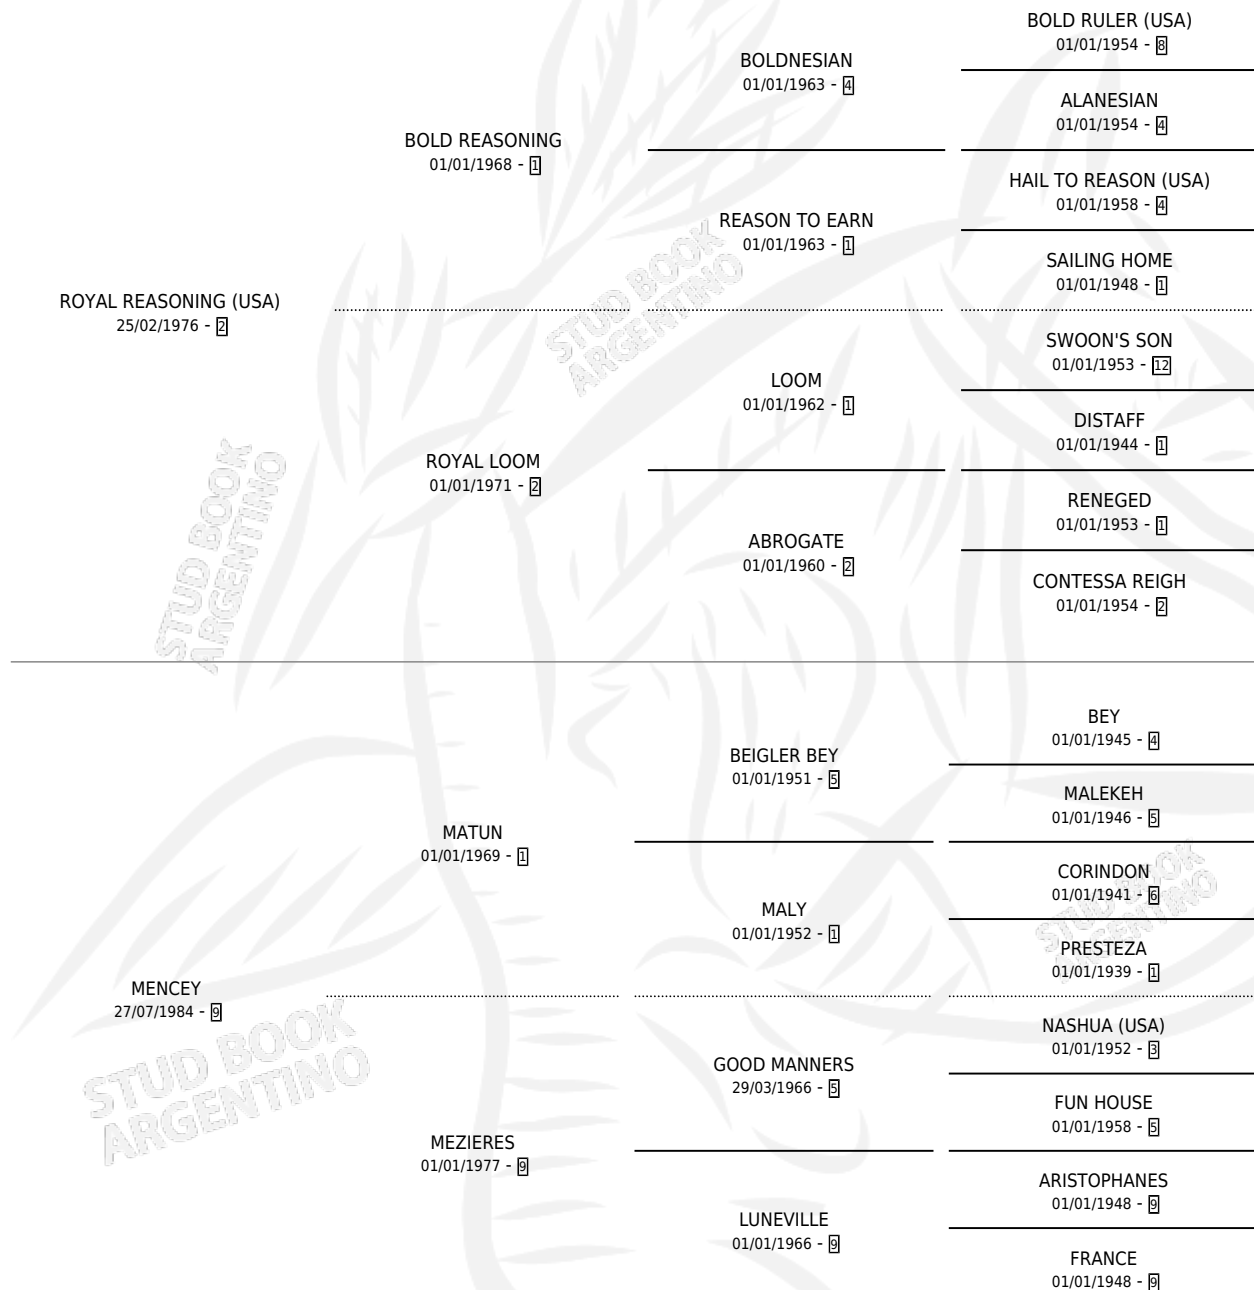 BOLD RULER (USA)
01/01/1954 - 8
BOLDNESIAN
01/01/1963 - 4
ALANESIAN
01/01/1954 - 4
BOLD REASONING
01/01/1968 - 1
HAIL TO REASON (USA)
01/01/1958 - 4
REASON TO EARN
01/01/1963 - 1
SAILING HOME
01/01/1948 - 1
ROYAL REASONING (USA)
25/02/1976 - 2
STUD BOOK
ARGENTINO
SWOON'S SON
01/01/1953 - 12
LOOM
01/01/1962 - 1
DISTAFF
01/01/1944 - 1
ROYAL LOOM
01/01/1971 - 2
RENEGED
01/01/1953 - 1
ABROGATE
01/01/1960 - 2
CONTESSA REIGH
01/01/1954 - 2
STUD BOOK
ARGENTINO
BEY
01/01/1945 - 4
BEIGLER BEY
01/01/1951 - 5
MALEKEH
01/01/1946 - 5
MATUN
01/01/1969 - 1
CORINDON
01/01/1941 - 6
MALY
01/01/1952 - 1
STUD BOOK
ARGENTINO
PRESTEZA
01/01/1939 - 1
MENCEY
27/07/1984 - 9
STUD BOOK
ARGENTINO
NASHUA (USA)
01/01/1952 - 3
GOOD MANNERS
29/03/1966 - 5
FUN HOUSE
01/01/1958 - 5
MEZIERES
01/01/1977 - 9
ARISTOPHANES
01/01/1948 - 9
LUNEVILLE
01/01/1966 - 9
FRANCE
01/01/1948 - 9